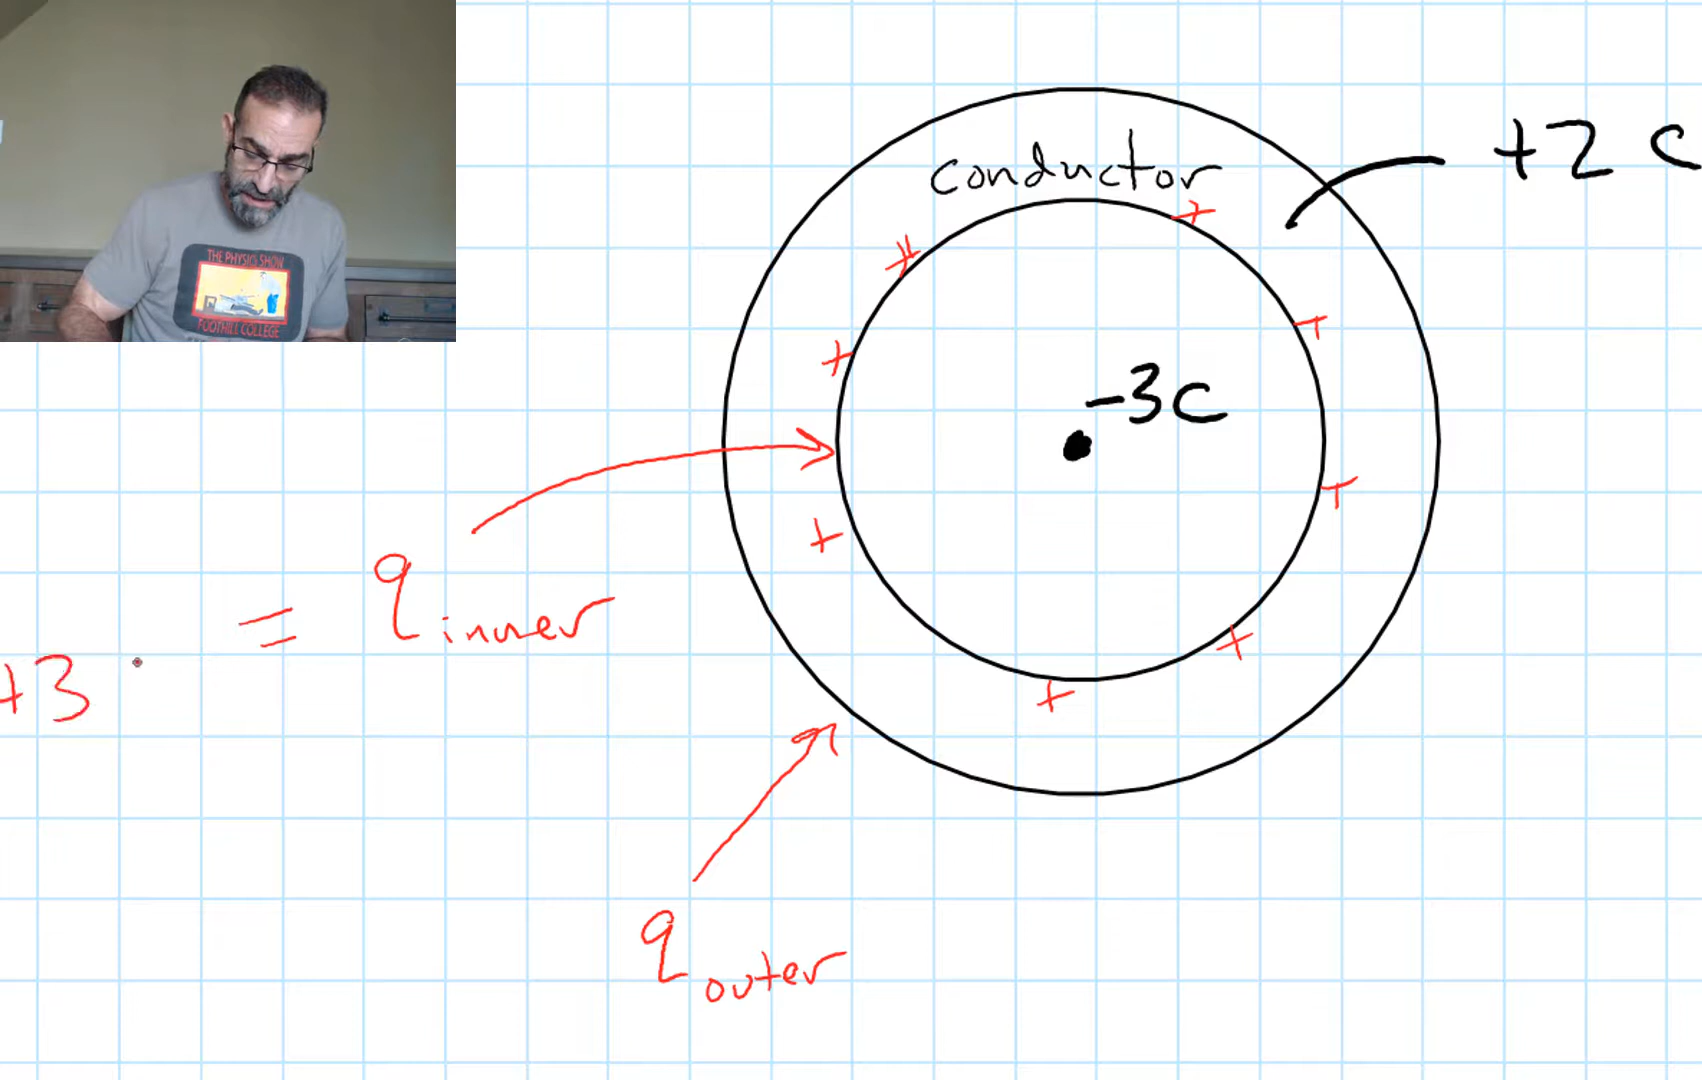 THE PHYSICS SHOW
FOOTHILL COLLEGE
conductor
+2 C
-3C
+3 = q inner
q outer